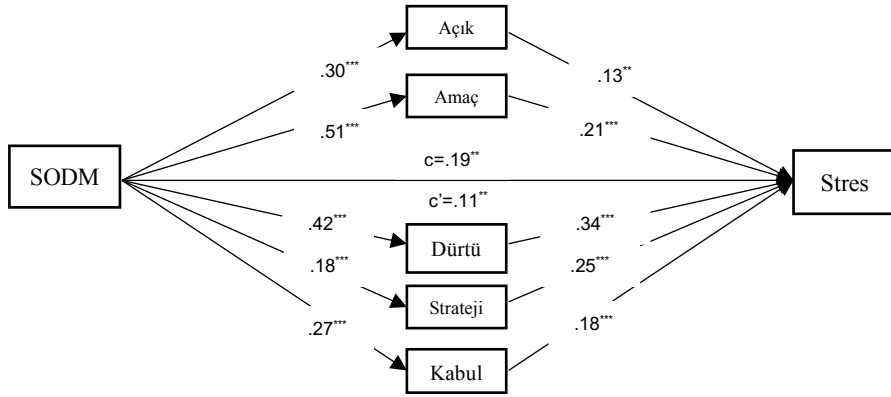 Açık
.30***
.13**
Amaç
.51***
.21***
c=.19**
SODM
Stres
c'=.11**
.42***
.34***
Dürtü
.18***
.25***
Strateji
.27***
.18***
Kabul